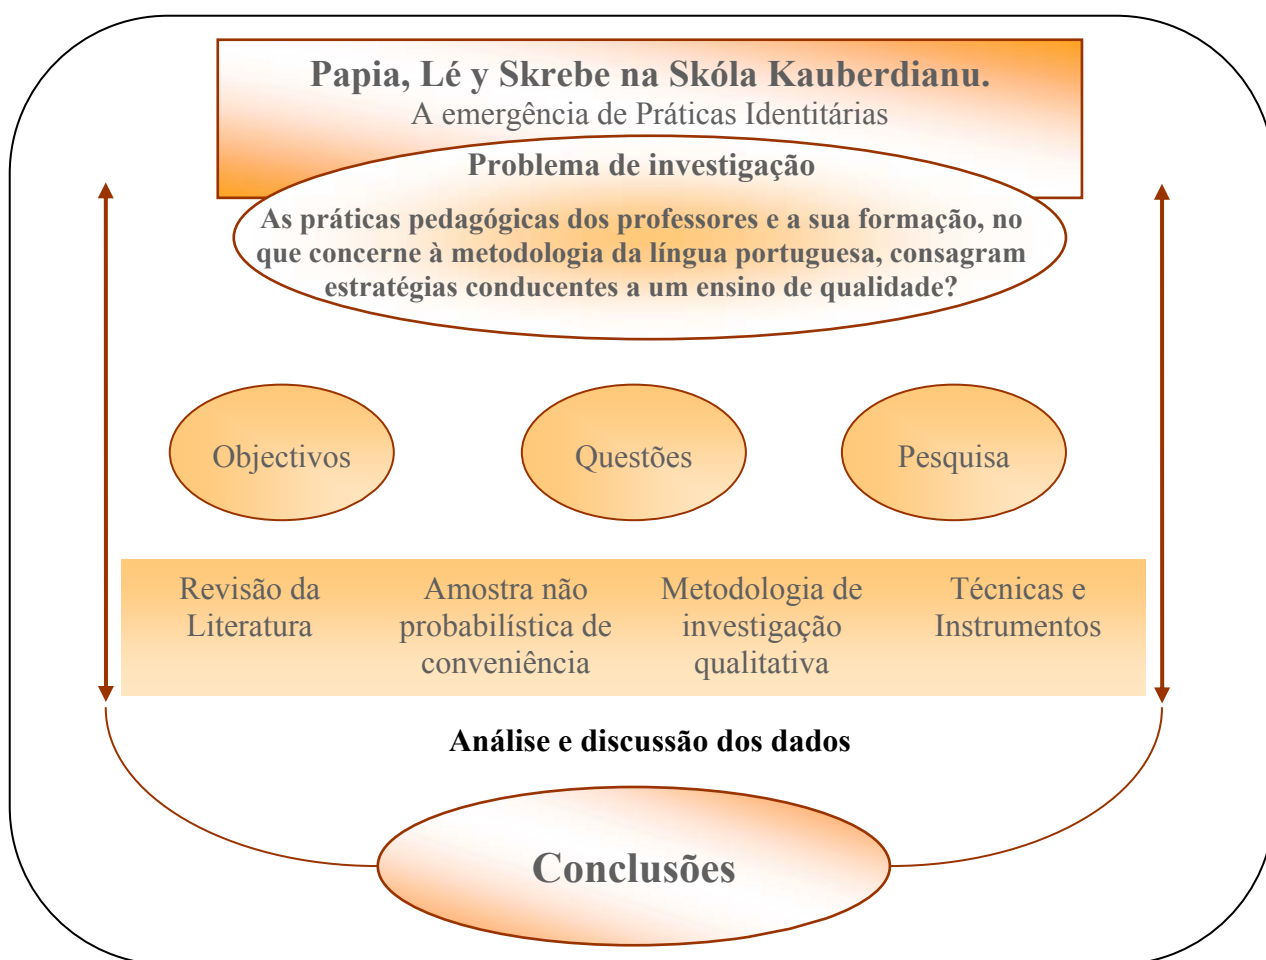 Papia, Lé y Skrebe na Skóla Kauberdianu.
A emergência de Práticas Identitárias
Problema de investigação
As práticas pedagógicas dos professores e a sua formação, no
que concerne à metodologia da língua portuguesa, consagram
estratégias conducentes a um ensino de qualidade?
Objectivos
Questões
Pesquisa
Revisão da
Literatura
Amostra não
probabilística de
conveniência
Metodologia de
investigação
qualitativa
Técnicas e
Instrumentos
Análise e discussão dos dados
Conclusões